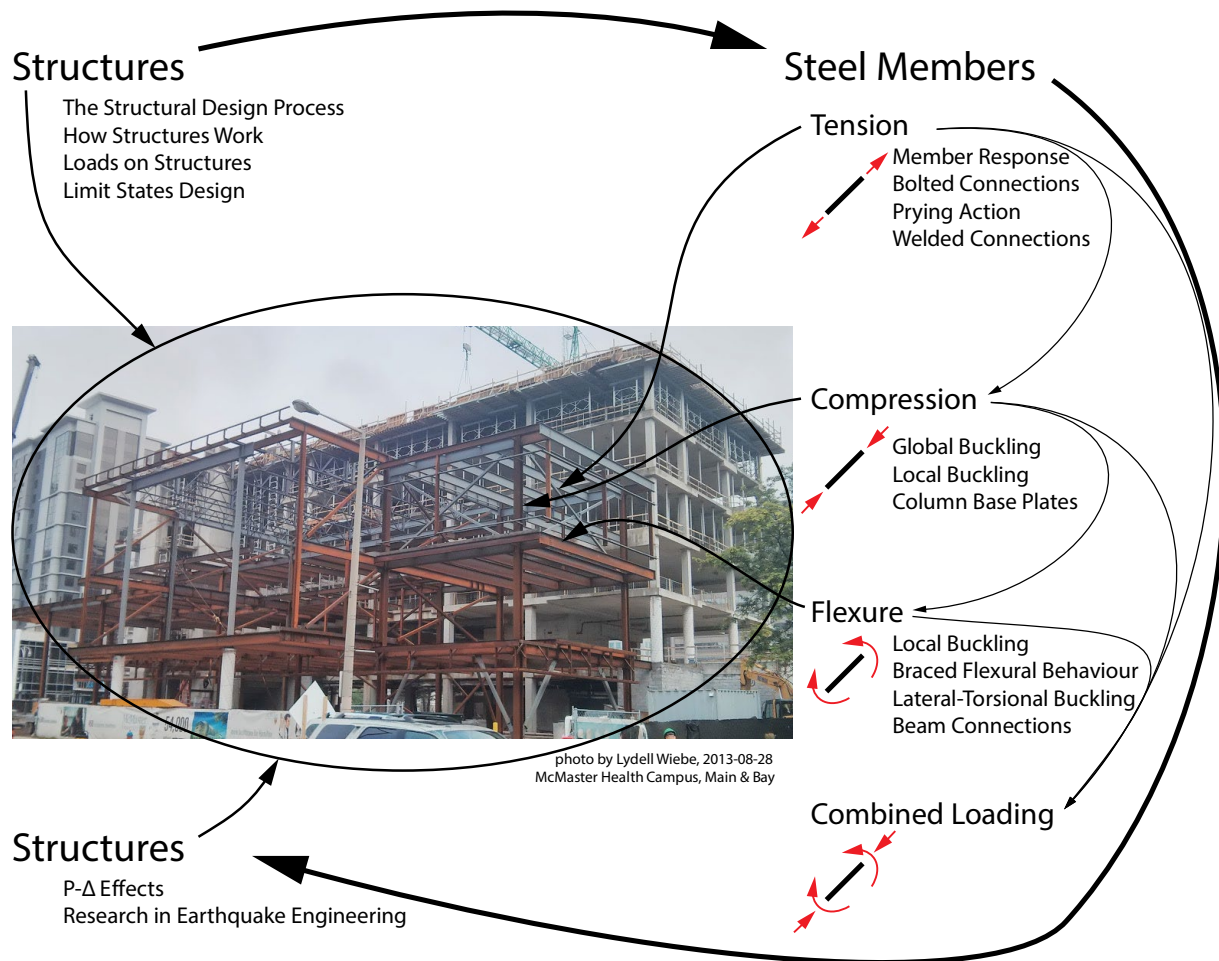 Structures
The Structural Design Process
How Structures Work
Loads on Structures
Limit States Design
Steel Members
Tension
Member Response
Bolted Connections
Prying Action
Welded Connections
Compression
Global Buckling
Local Buckling
Column Base Plates
Flexure
Local Buckling
Braced Flexural Behaviour
Lateral-Torsional Buckling
Beam Connections
54,000
photo by Lydell Wiebe, 2013-08-28
McMaster Health Campus, Main & Bay
Combined Loading
Structures
P-Δ Effects
Research in Earthquake Engineering